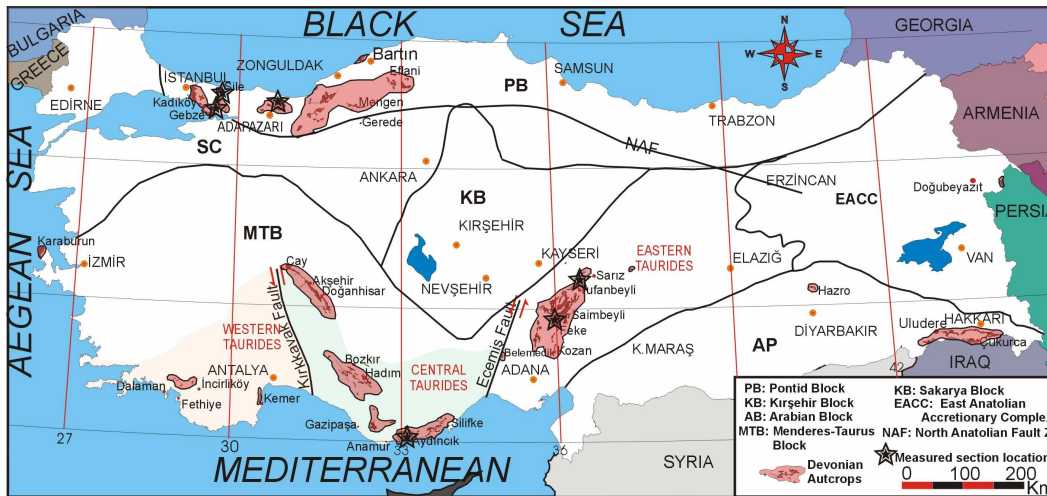 BLACK SEA
BULGARIA
GREECE
GEORGIA
ARMENIA
PERSIA
IRAQ
SYRIA
AEGEAN SEA
MEDITERRANEAN
N
W E
S
Bartın
ZONGULDAK
Eflani
İSTANBUL
Şile
Kadıköy
Gebze
EDİRNE
ADAPAZARI
Mengen
Gerede
PB
SAMSUN
TRABZON
NAF
SC
ANKARA
ERZİNCAN
EACC
Doğubeyazıt
KB
KIRŞEHİR
MTB
Karaburun
İZMİR
Çay
Akşehir
Doğanhisar
NEVŞEHİR
KAYSERİ
Sarız
Tufanbeyli
EASTERN
TAURIDES
ELAZIĞ
VAN
Hazro
DİYARBAKIR
HAKKARİ
Uludere
Çukurca
Saimbeyli
Feke
Kozan
Belemedik
ADANA
K.MARAŞ
AP
WESTERN
TAURIDES
Kırkkavak Fault
Ecemiş Fault
Bozkır
Hadım
CENTRAL
TAURIDES
ANTALYA
Dalaman
İncirliköy
Fethiye
Kemer
Gazipaşa
Anamur
Aydıncık
Silifke
27
30
33
36
42
PB: Pontid Block
KB: Kırşehir Block
AB: Arabian Block
MTB: Menderes-Taurus
Block
KB: Sakarya Block
EACC: East Anatolian
Accretionary Complex
NAF: North Anatolian Fault Z
Measured section location
Devonian
Autcrops
0 100 200
Km